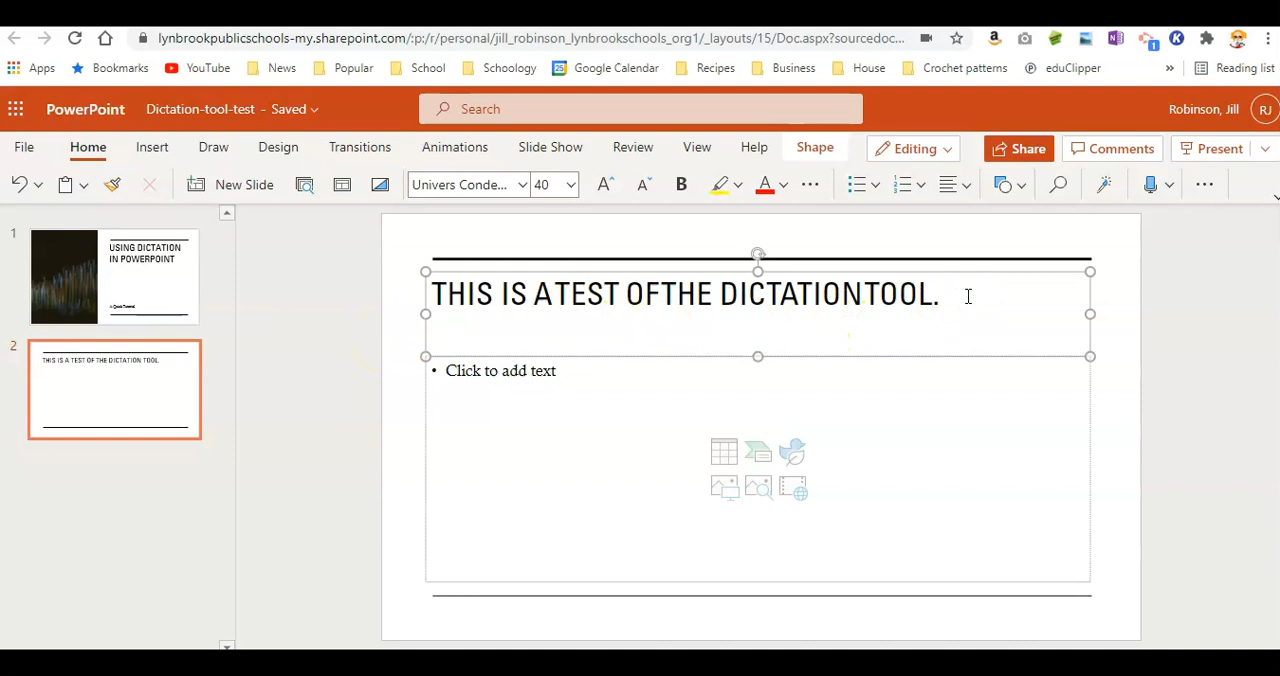 lynbrookpublicschools-my.sharepoint.com/:p:/r/personal/jill_robinson_lynbrookschools_org1/_layouts/15/Doc.aspx?sourcedoc...
1
Apps Bookmarks YouTube News Popular School Schoology Google Calendar Recipes Business House Crochet patterns eduClipper » Reading list
PowerPoint Dictation-tool-test - Saved Search Robinson, Jill RJ
File Home Insert Draw Design Transitions Animations Slide Show Review View Help Shape Editing Share Comments Present
New Slide Univers Conde... 40 A A B A
1
USING DICTATION
IN POWERPOINT
2
THIS IS A TEST OF THE DICTATION TOOL.
THIS IS A TEST OF THE DICTATION TOOL.
• Click to add text